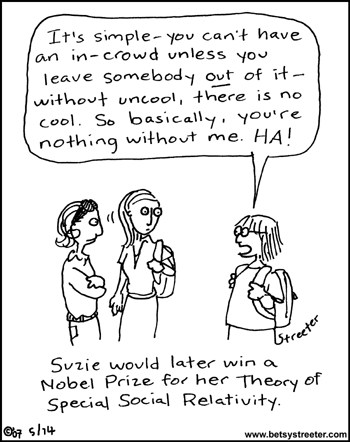 It's simple-you can't have
an in-crowd unless you
leave somebody out of it-
without uncool, there is no
cool. So basically, you're
nothing without me. HA!
Streeter
Suzie would later win a
Nobel Prize for her Theory of
Special Social Relativity.
©07 5/14
www.betsystreeter.com